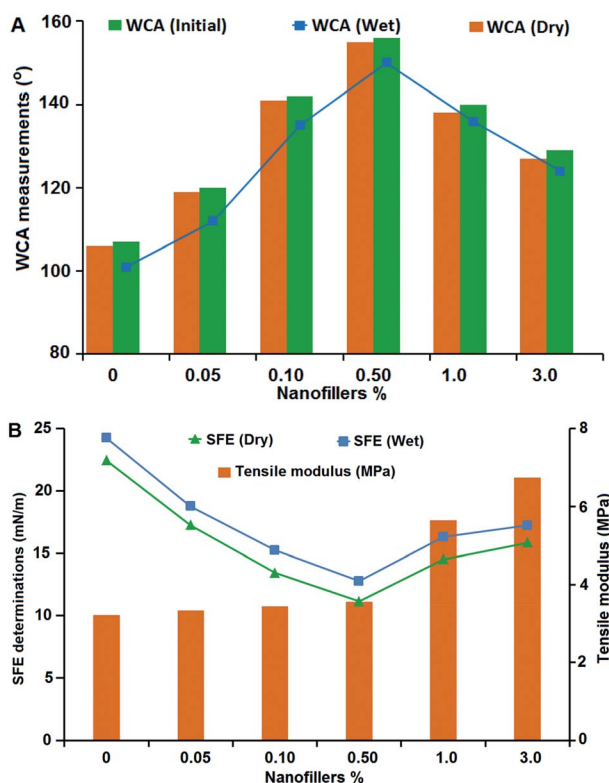 A
WCA (Initial) WCA (Wet) WCA (Dry)
WCA measurements (°)
160
140
120
100
80
0 0.05 0.10 0.50 1.0 3.0
Nanofillers %
B
SFE (Dry) SFE (Wet)
Tensile modulus (MPa)
SFE determinations (mN/m)
25
20
15
10
5
0
8
6
4
2
0
Tensile modulus (MPa)
0 0.05 0.10 0.50 1.0 3.0
Nanofillers %